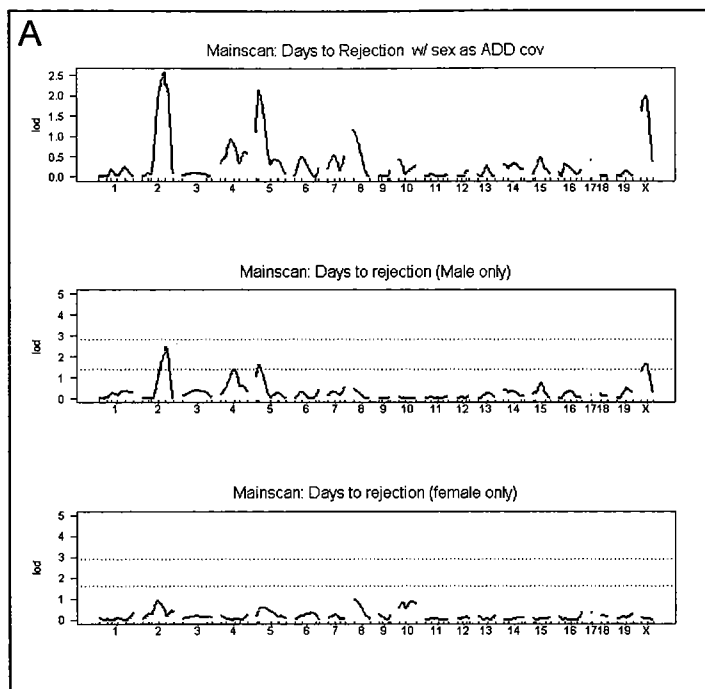 A
Mainscan: Days to Rejection w/ sex as ADD cov
lod
2.5
2.0
1.5
1.0
0.5
0.0
1 2 3 4 5 6 7 8 9 10 11 12 13 14 15 16 1718 19 X
Mainscan: Days to rejection (Male only)
lod
5
4
3
2
1
0
1 2 3 4 5 6 7 8 9 10 11 12 13 14 15 16 1718 19 X
Mainscan: Days to rejection (female only)
lod
5
4
3
2
1
0
1 2 3 4 5 6 7 8 9 10 11 12 13 14 15 16 1718 19 X